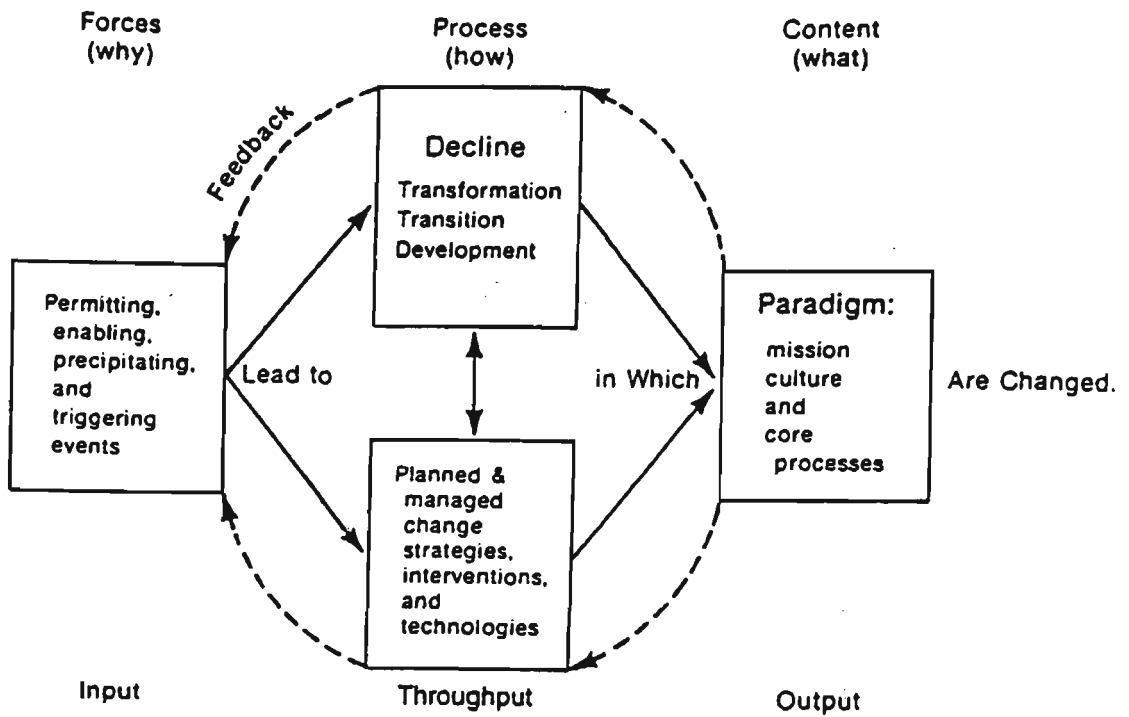 Forces
(why)
Process
(how)
Content
(what)
Feedback
Decline
Transformation
Transition
Development
Permitting,
enabling,
precipitating,
and
triggering
events
Lead to
in Which
Paradigm:
mission
culture
and
core
processes
Are Changed.
Planned &
managed
change
strategies,
interventions,
and
technologies
Input
Throughput
Output